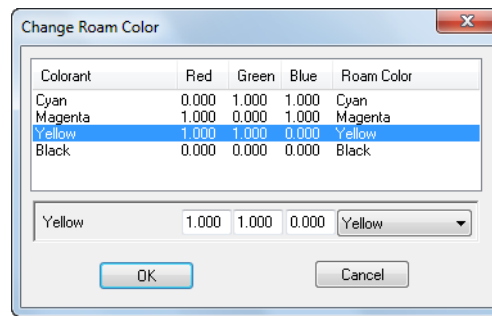 Change Roam Color
Colorant Red Green Blue Roam Color
Cyan 0.000 1.000 1.000 Cyan
Magenta 1.000 0.000 1.000 Magenta
Yellow 1.000 1.000 0.000 Yellow
Black 0.000 0.000 0.000 Black
Yellow 1.000 1.000 0.000 Yellow
OK Cancel